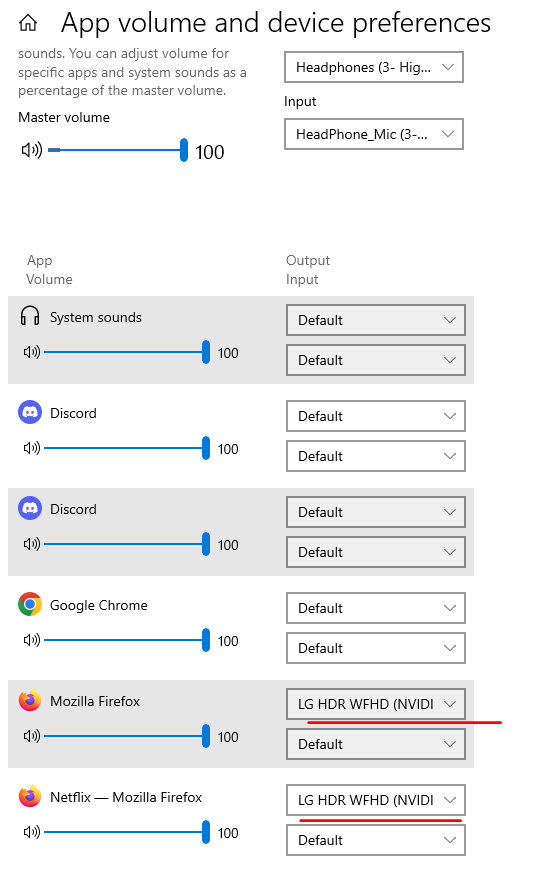 App volume and device preferences
sounds. You can adjust volume for
specific apps and system sounds as a
percentage of the master volume.
Master volume
100
Headphones (3- Hig...
Input
HeadPhone_Mic (3-...
App
Volume
Output
Input
System sounds
100
Default
Default
Discord
100
Default
Default
Discord
100
Default
Default
Google Chrome
100
Default
Default
Mozilla Firefox
100
LG HDR WFHD (NVIDI
Default
Netflix — Mozilla Firefox
100
LG HDR WFHD (NVIDI
Default